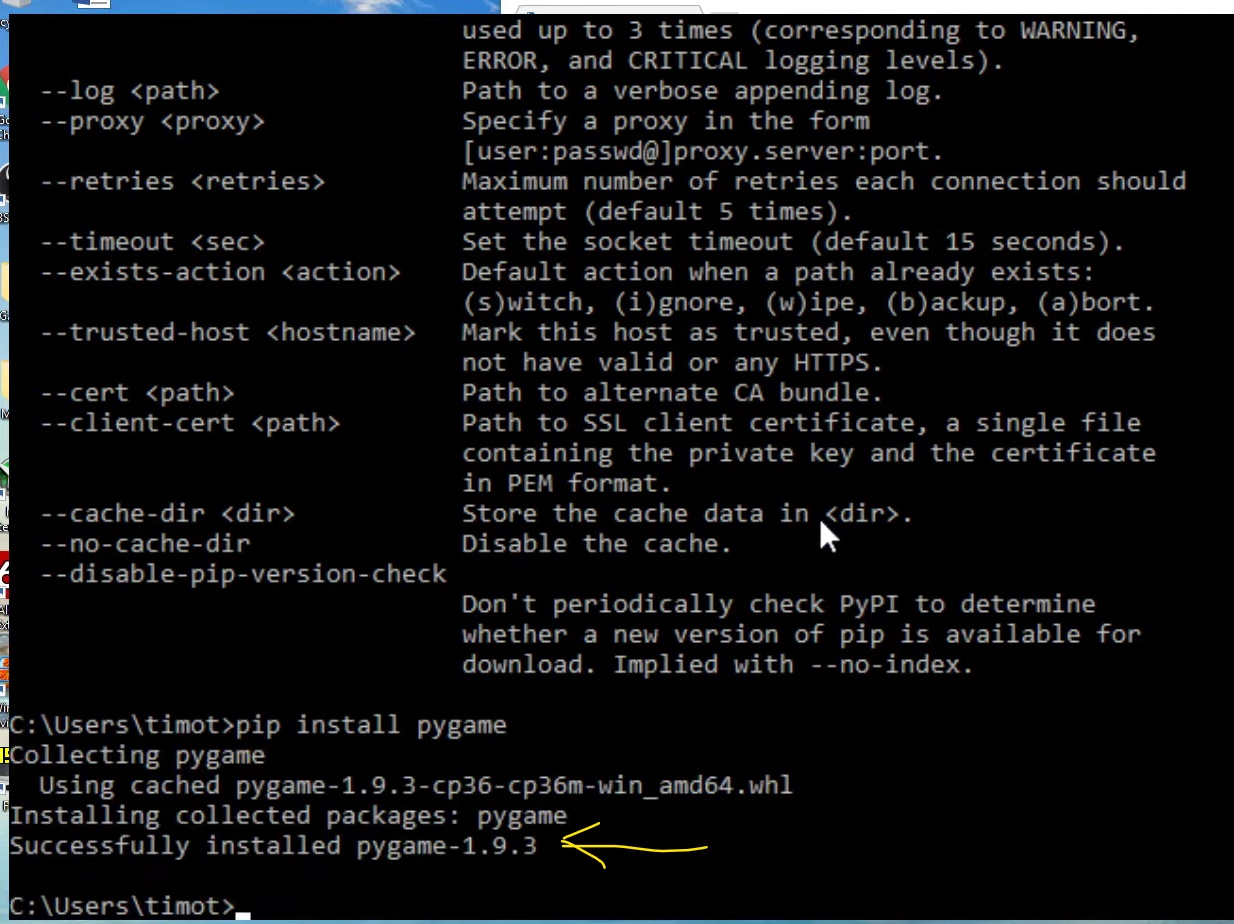 used up to 3 times (corresponding to WARNING,
ERROR, and CRITICAL logging levels).
--log <path> Path to a verbose appending log.
--proxy <proxy> Specify a proxy in the form
[user:passwd@]proxy.server:port.
--retries <retries> Maximum number of retries each connection should
attempt (default 5 times).
--timeout <sec> Set the socket timeout (default 15 seconds).
--exists-action <action> Default action when a path already exists:
(s)witch, (i)gnore, (w)ipe, (b)ackup, (a)bort.
--trusted-host <hostname> Mark this host as trusted, even though it does
not have valid or any HTTPS.
--cert <path> Path to alternate CA bundle.
--client-cert <path> Path to SSL client certificate, a single file
containing the private key and the certificate
in PEM format.
--cache-dir <dir> Store the cache data in <dir>.
--no-cache-dir Disable the cache.
--disable-pip-version-check
Don't periodically check PyPI to determine
whether a new version of pip is available for
download. Implied with --no-index.
C:\Users\timot>pip install pygame
Collecting pygame
Using cached pygame-1.9.3-cp36-cp36m-win_amd64.whl
Installing collected packages: pygame
Successfully installed pygame-1.9.3
C:\Users\timot>